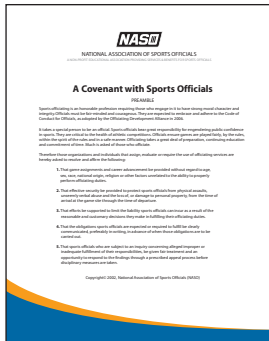 NASO
NATIONAL ASSOCIATION OF SPORTS OFFICIALS
A Covenant with Sports Officials
PREAMBLE
Sports officiating is an honorable profession requiring those who engage in it to have strong moral character and
integrity. Officials must be fair-minded and courageous. They are expected to embrace and adhere to the Code of
Conduct for Officials, as adopted by the Officiating Development Alliance in 2000.
It takes a special person to be an official. Sports officials bear great responsibility for engendering public confidence
in sports. They are critical to the health of athletic competitions. Officials ensure games are played fairly, by the rules,
within the spirit of the rules and in a safe manner. Officiating takes a great deal of preparation, continuing education
and commitment of time. Much is asked of those who officiate.
Therefore those organizations and individuals that assign, evaluate or require the use of officiating services are
hereby asked to resolve and affirm the following:
1. That game assignments and career advancement be provided without regard to age,
sex, race, national origin, religion or other factors unrelated to the ability to properly
perform officiating duties.
2. That effective security be provided to protect sports officials from physical assaults,
unseemly verbal abuse and the loss of, or damage to personal property, from the time of
arrival at the game site through the time of departure.
3. That efforts be supported to limit the liability sports officials can incur as a result of the
reasonable and customary decisions they make in fulfilling their officiating duties.
4. That the obligations sports officials are expected or required to fulfill be clearly
communicated, preferably in writing, in advance of when those obligations are to be
carried out.
5. That sports officials who are subject to an inquiry concerning alleged improper or
inadequate fulfillment of their responsibilities, be given fair treatment and an
opportunity to respond to the findings through a prescribed appeal process before
disciplinary measures are taken.
Copyright© 2002, National Association of Sports Officials (NASO)